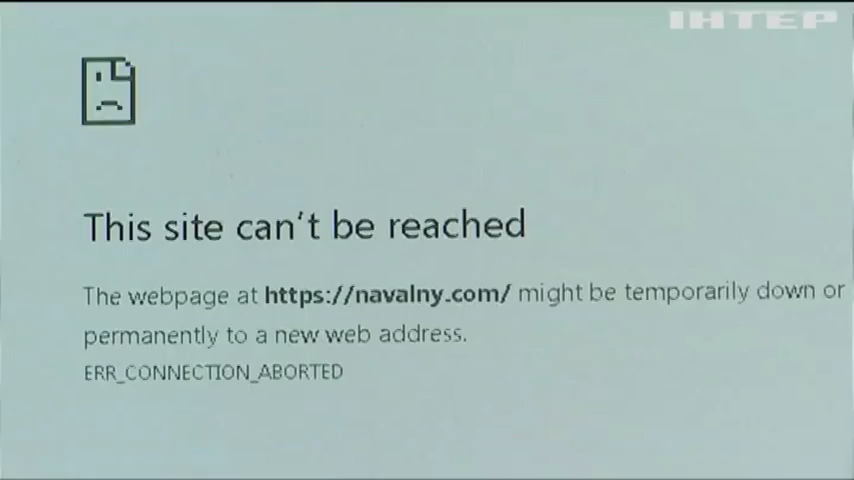 ІНТЕР
This site can't be reached
The webpage at https://navalny.com/ might be temporarily down or
permanently to a new web address.
ERR_CONNECTION_ABORTED